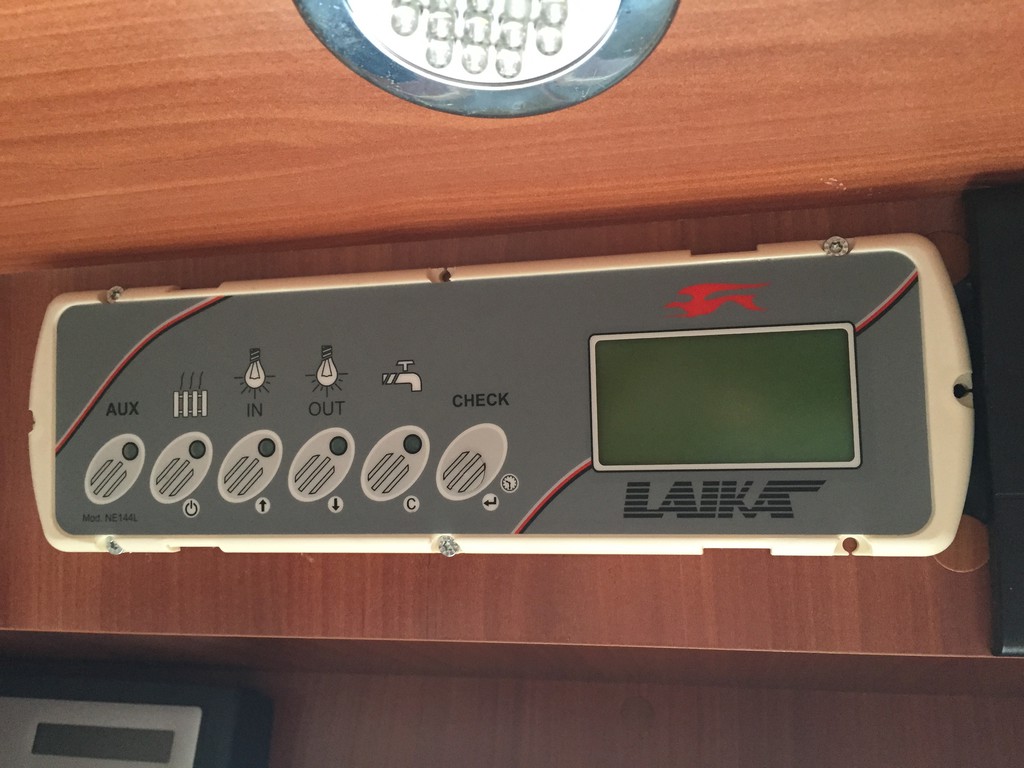 AUX
IN
OUT
CHECK
C
Mod. NE144L
LAIKA